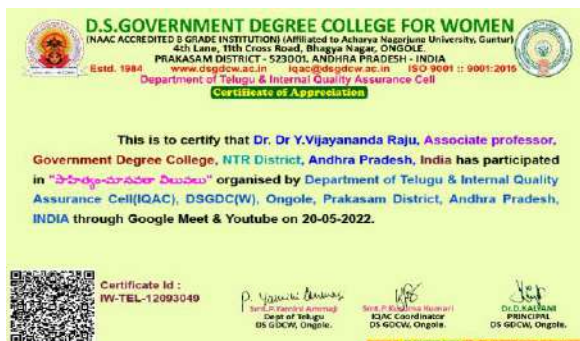 D.S.GOVERNMENT DEGREE COLLEGE FOR WOMEN
(NAAC ACCREDITED B GRADE INSTITUTION) (Affiliated to Acharya Nagarjuna University, Guntur)
4th Lane, 11th Cross Road, Bhagya Nagar, ONGOLE.
PRAKASAM DISTRICT - 523001. ANDHRA PRADESH - INDIA
Estd. 1984 www.dsgdcw.ac.in iqac@dsgdcw.ac.in ISO 9001 :: 9001:2015
Department of Telugu & Internal Quality Assurance Cell
Certificate of Appreciation
This is to certify that Dr. Dr Y.Vijayananda Raju, Associate professor,
Government Degree College, NTR District, Andhra Pradesh, India has participated
in "సాహిత్యం-మానవతా విలువలు" organised by Department of Telugu & Internal Quality
Assurance Cell(IQAC), DSGDC(W), Ongole, Prakasam District, Andhra Pradesh,
INDIA through Google Meet & Youtube on 20-05-2022.
Certificate Id :
IW-TEL-12093049
Smt.P.Yamini Ammaji
Dept of Telugu
DS GDCW, Ongole.
IQAC Coordinator
DS GDCW, Ongole.
Dr.D.KALYANI
PRINCIPAL
DS GDCW, Ongole.